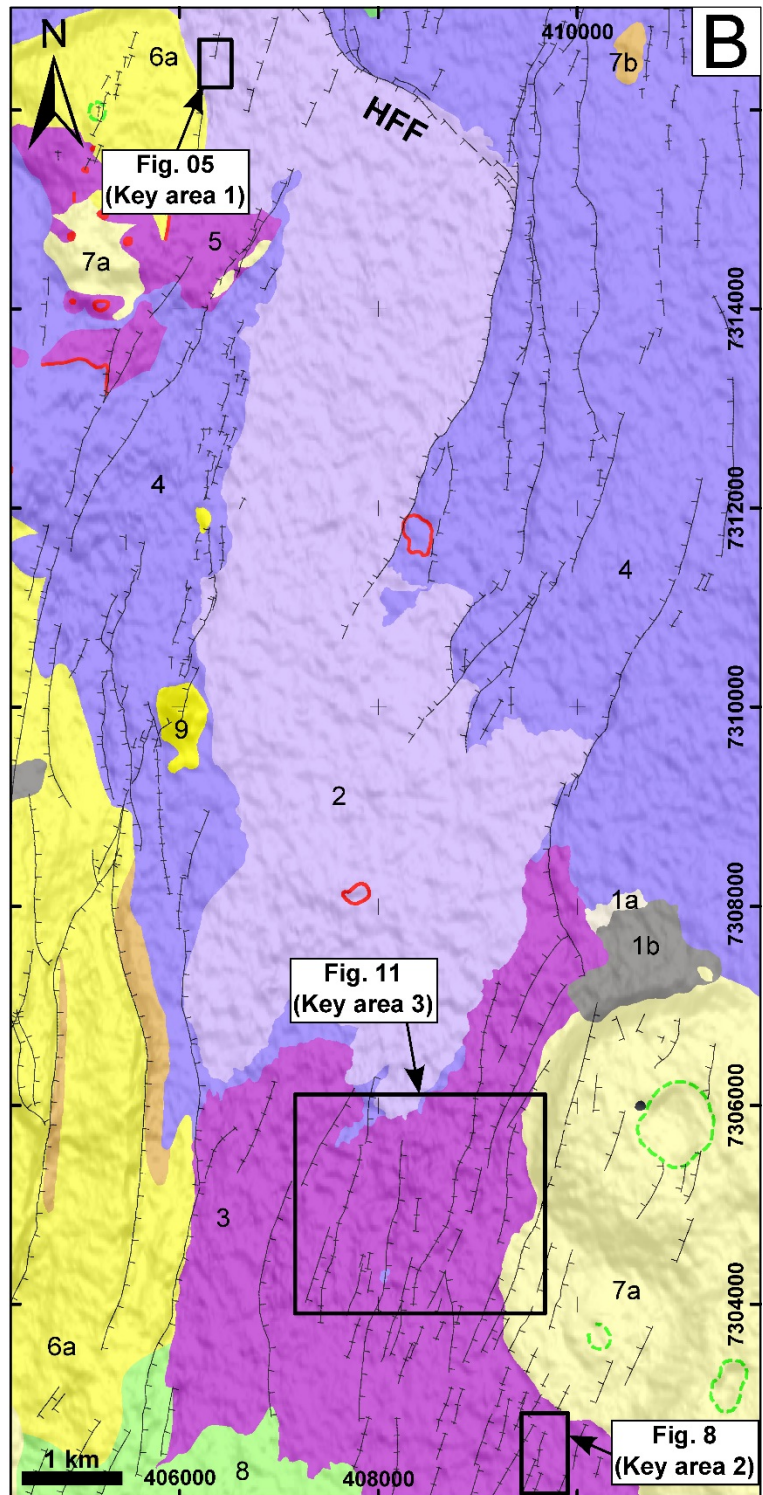 N
410000
B
6a
7b
HFF
Fig. 05
(Key area 1)
5
7a
7314000
4
7312000
4
7310000
9
2
7308000
1a
1b
Fig. 11
(Key area 3)
7306000
3
7304000
7a
6a
8
Fig. 8
(Key area 2)
1 km
406000
408000